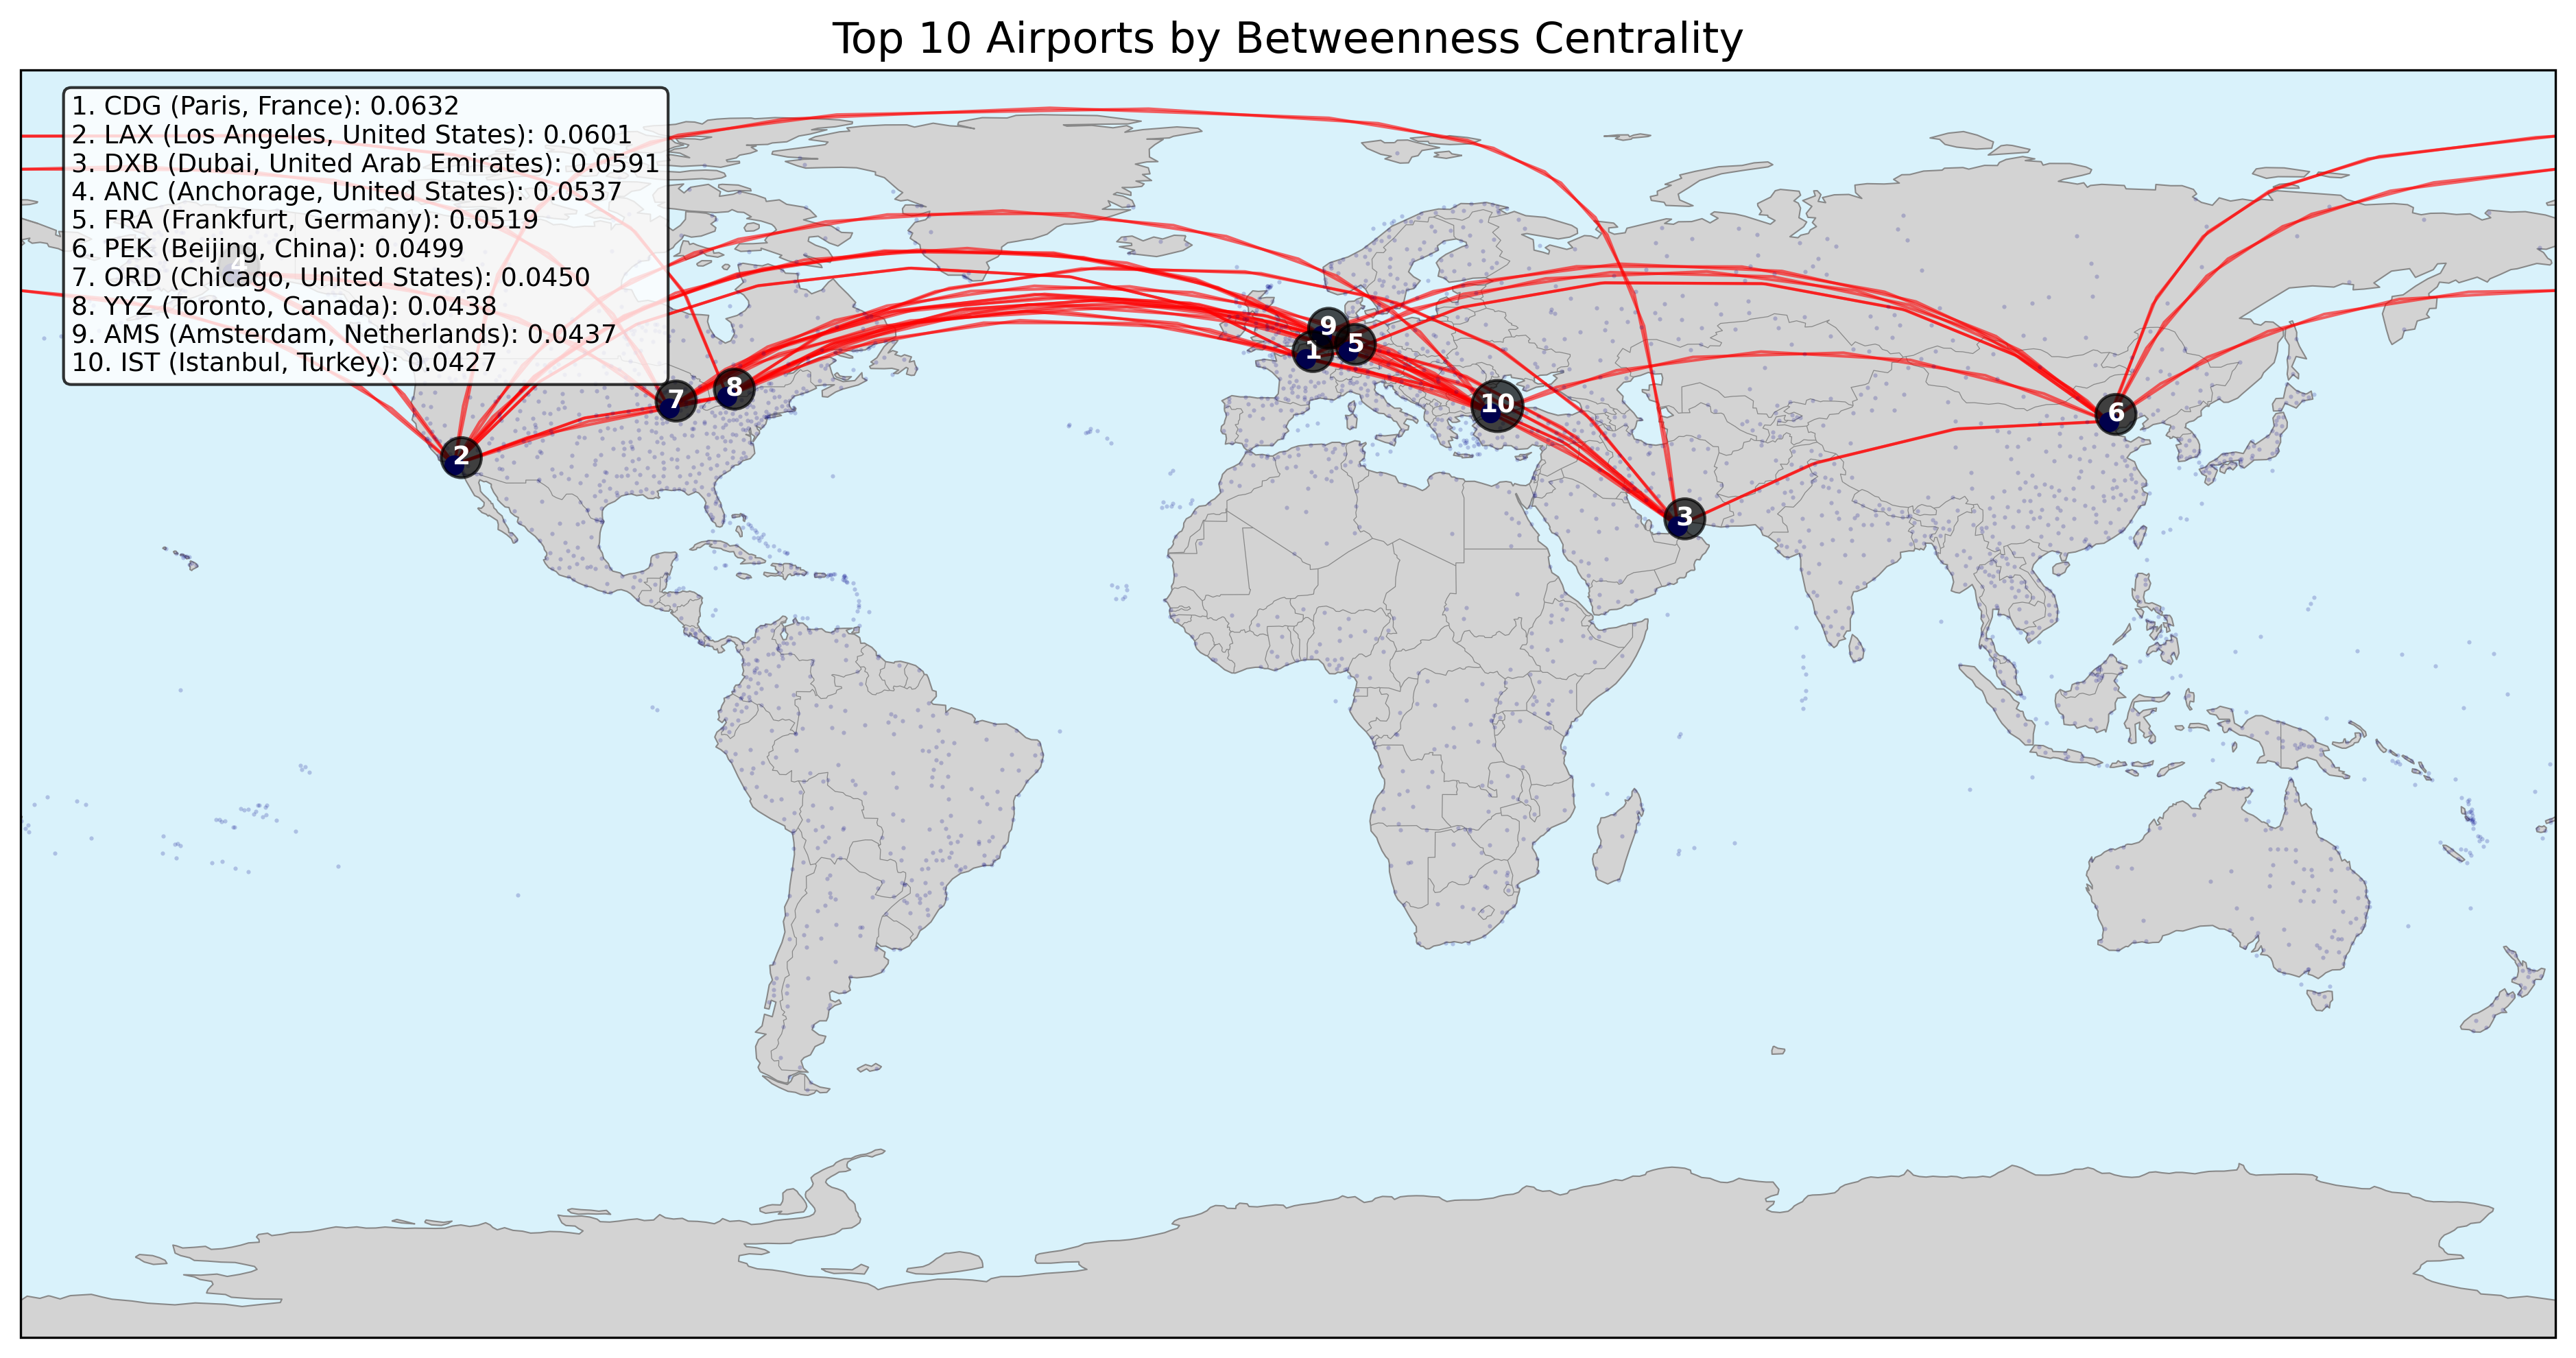 Top 10 Airports by Betweenness Centrality
1. CDG (Paris, France): 0.0632
2. LAX (Los Angeles, United States): 0.0601
3. DXB (Dubai, United Arab Emirates): 0.0591
4. ANC (Anchorage, United States): 0.0537
5. FRA (Frankfurt, Germany): 0.0519
6. PEK (Beijing, China): 0.0499
7. ORD (Chicago, United States): 0.0450
8. YYZ (Toronto, Canada): 0.0438
9. AMS (Amsterdam, Netherlands): 0.0437
10. IST (Istanbul, Turkey): 0.0427
4
9
1
5
8
7
10
6
2
3